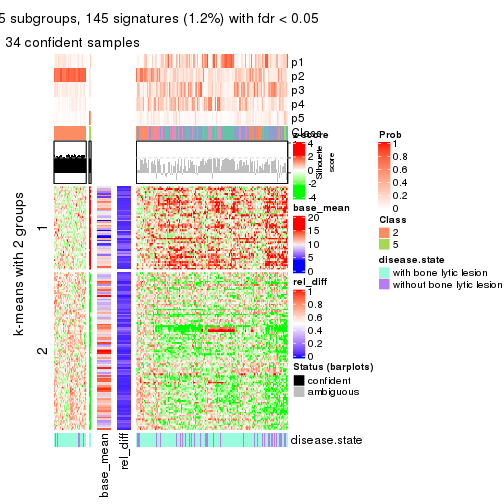 5 subgroups, 145 signatures (1.2%) with fdr < 0.05
34 confident samples
p1
p2
p3
p4
p5
Class
Silhouette
score
k-means with 2 groups
1
2
base_mean
rel_diff
disease.state
z-score
4
2
0
-2
-4
base_mean
20
15
10
5
0
rel_diff
1
0.8
0.6
0.4
0.2
0
Status (barplots)
confident
ambiguous
Prob
1
0.8
0.6
0.4
0.2
0
Class
2
5
disease.state
with bone lytic lesion
without bone lytic lesion